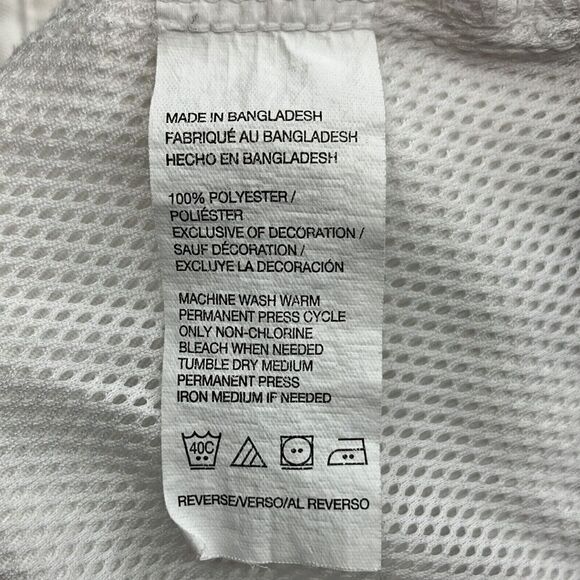 MADE IN BANGLADESH
FABRIQUÉ AU BANGLADESH
HECHO EN BANGLADESH
100% POLYESTER /
POLIÉSTER
EXCLUSIVE OF DECORATION /
SAUF DÉCORATION /
EXCLUYE LA DECORACIÓN
MACHINE WASH WARM
PERMANENT PRESS CYCLE
ONLY NON-CHLORINE
BLEACH WHEN NEEDED
TUMBLE DRY MEDIUM
PERMANENT PRESS
IRON MEDIUM IF NEEDED
40C
REVERSE/VERSO/AL REVERSO